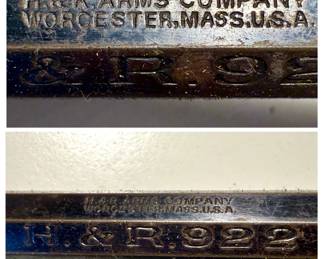 H.&R. ARMS COMPANY
WORCESTER, MASS. U.S.A.
& R. 92
H. & R. ARMS COMPANY
WORCESTER, MASS. U.S.A.
H. & R. 922